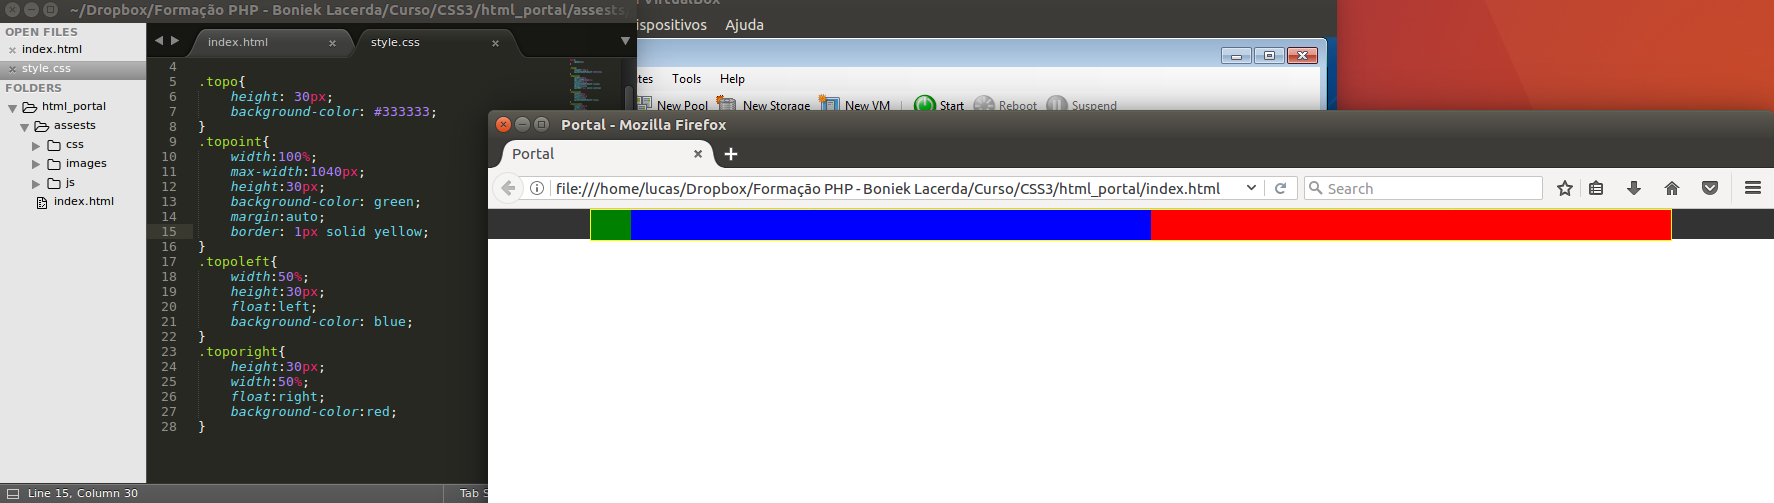 ~/Dropbox/Formação PHP - Boniek Lacerda/Curso/CSS3/html_portal/assests/
OPEN FILES
index.html
style.css
FOLDERS
html_portal
assests
css
images
js
index.html
index.html
style.css
4
5 .topo{
6 height: 30px;
7 background-color: #333333;
8 }
9 .topoint{
10 width:100%;
11 max-width:1040px;
12 height:30px;
13 background-color: green;
14 margin:auto;
15 border: 1px solid yellow;
16 }
17 .topoleft{
18 width:50%;
19 height:30px;
20 float:left;
21 background-color: blue;
22 }
23 .toporight{
24 height:30px;
25 width:50%;
26 float:right;
27 background-color:red;
28 }
Line 15, Column 30
Tab S
VirtualBox
ispositivos Ajuda
tes Tools Help
New Pool New Storage New VM Start Reboot Suspend
Portal - Mozilla Firefox
Portal
file:///home/lucas/Dropbox/Formação PHP - Boniek Lacerda/Curso/CSS3/html_portal/index.html
Search